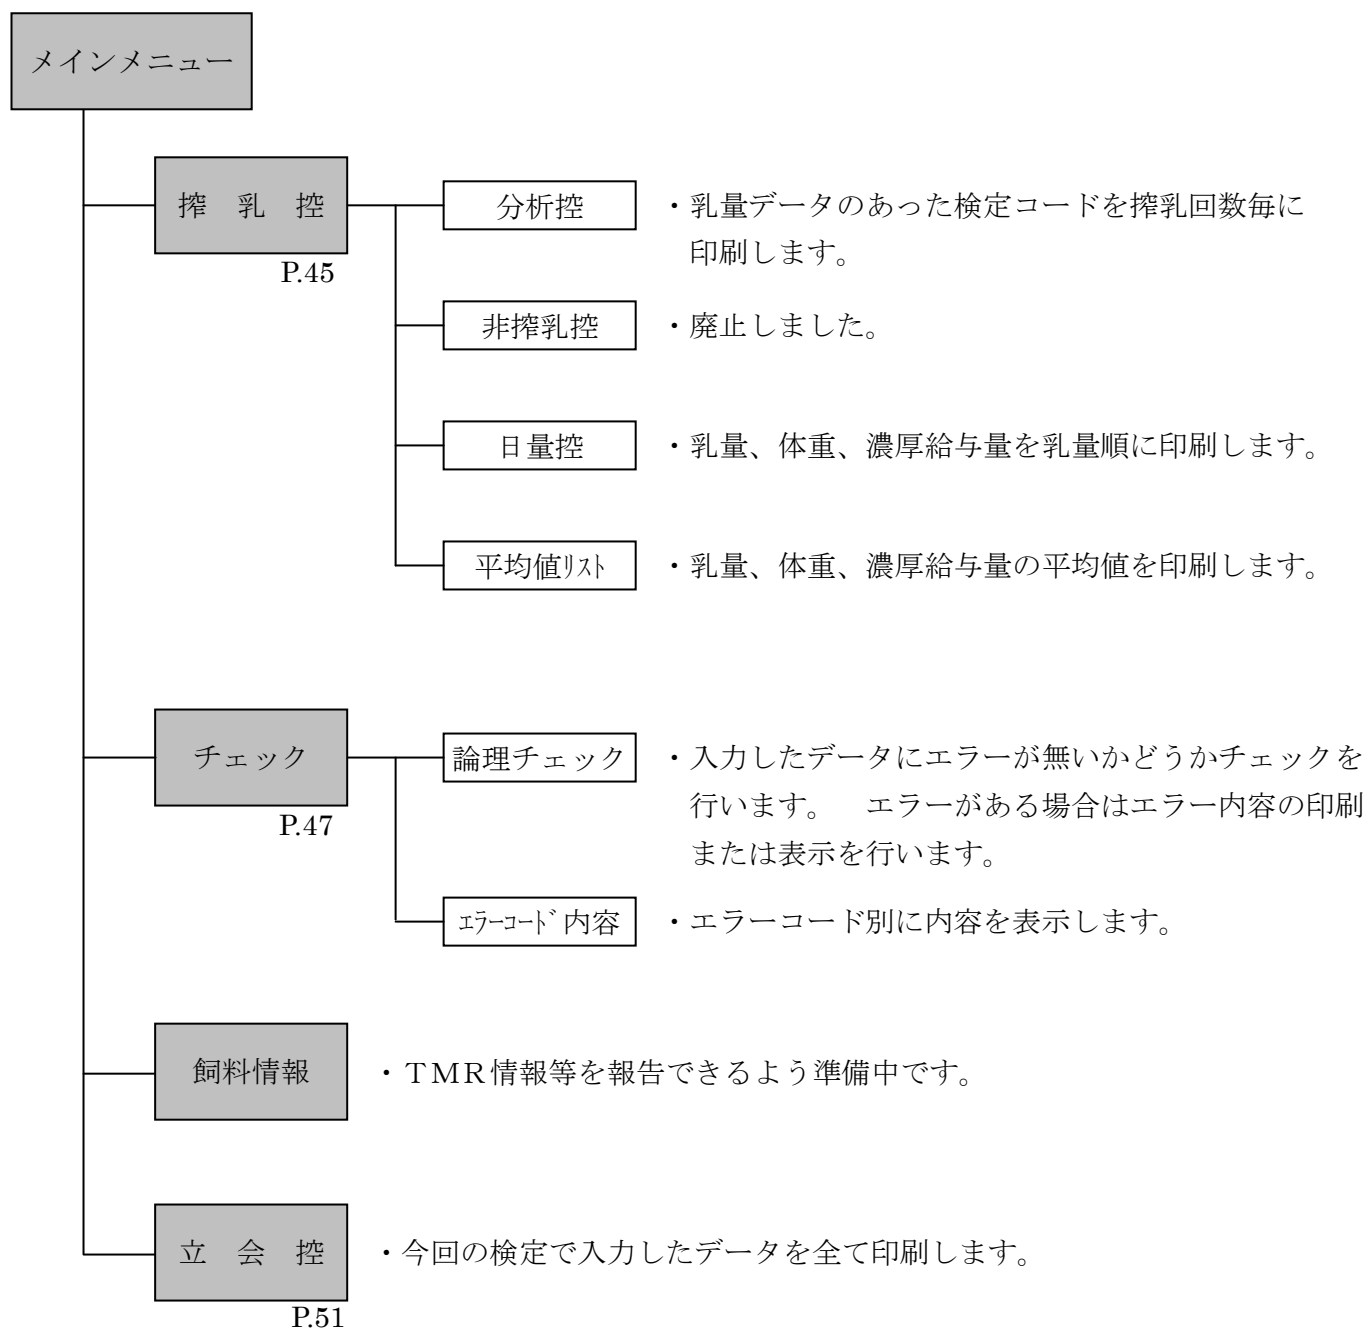 メインメニュー
搾　乳　控
P.45
分析控
・乳量データのあった検定コードを搾乳回数毎に
印刷します。
非搾乳控
・廃止しました。
日量控
・乳量、体重、濃厚給与量を乳量順に印刷します。
平均値ﾘｽﾄ
・乳量、体重、濃厚給与量の平均値を印刷します。
チェック
P.47
論理チェック
・入力したデータにエラーが無いかどうかチェックを
行います。　エラーがある場合はエラー内容の印刷
または表示を行います。
ｴﾗｰｺｰﾄﾞ内容
・エラーコード別に内容を表示します。
飼料情報
・ＴＭＲ情報等を報告できるよう準備中です。
立　会　控
P.51
・今回の検定で入力したデータを全て印刷します。